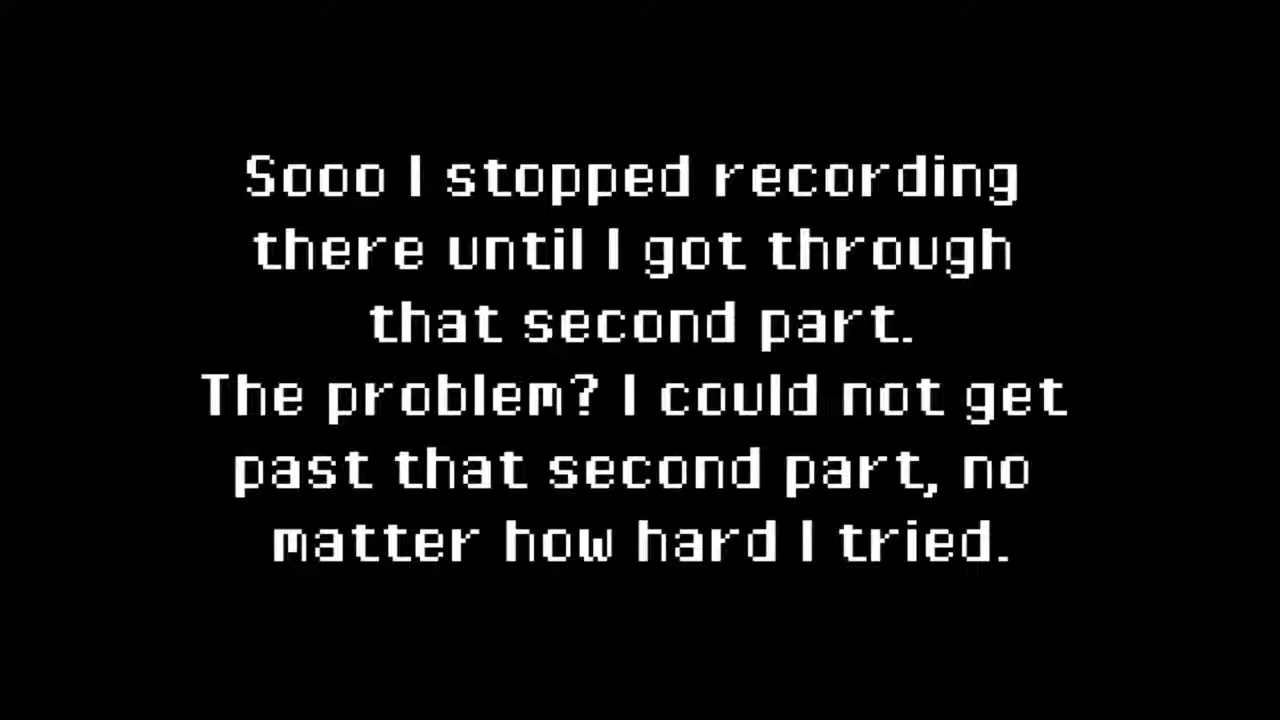 Sooo I stopped recording
there until I got through
that second part.
The problem? I could not get
past that second part, no
matter how hard I tried.